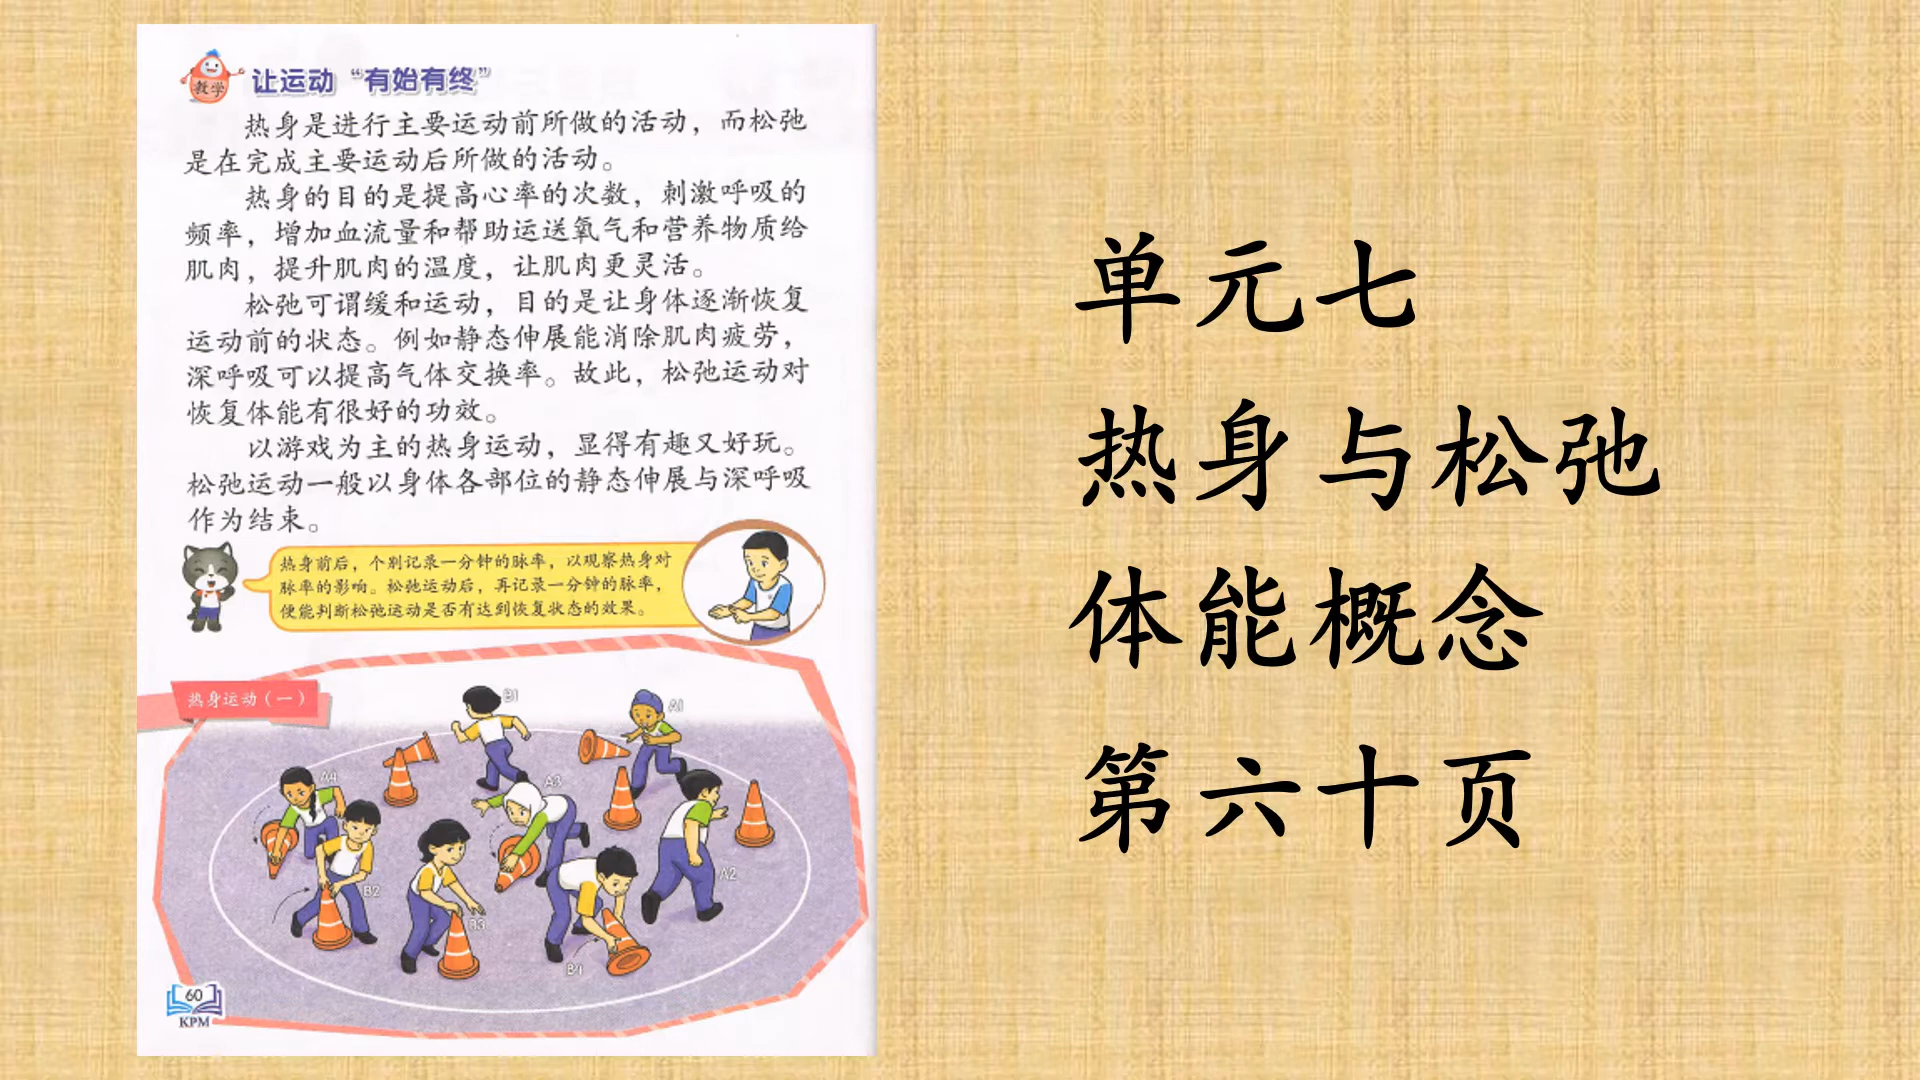 教学
让运动“有始有终”
热身是进行主要运动前所做的活动，而松弛
是在完成主要运动后所做的活动。
热身的目的是提高心率的次数，刺激呼吸的
频率，增加血流量和帮助运送氧气和营养物质给
肌肉，提升肌肉的温度，让肌肉更灵活。
松弛可谓缓和运动，目的是让身体逐渐恢复
运动前的状态。例如静态伸展能消除肌肉疲劳，
深呼吸可以提高气体交换率。故此，松弛运动对
恢复体能有很好的功效。
以游戏为主的热身运动，显得有趣又好玩。
松弛运动一般以身体各部位的静态伸展与深呼吸
作为结束。
热身前后，个别记录一分钟的脉率，以观察热身对
脉率的影响。松弛运动后，再记录一分钟的脉率，
便能判断松弛运动是否有达到恢复状态的效果。
热身运动（一）
B1
A1
A4
A3
B2
A2
B3
B4
60
KPM
单元七
热身与松弛
体能概念
第六十页